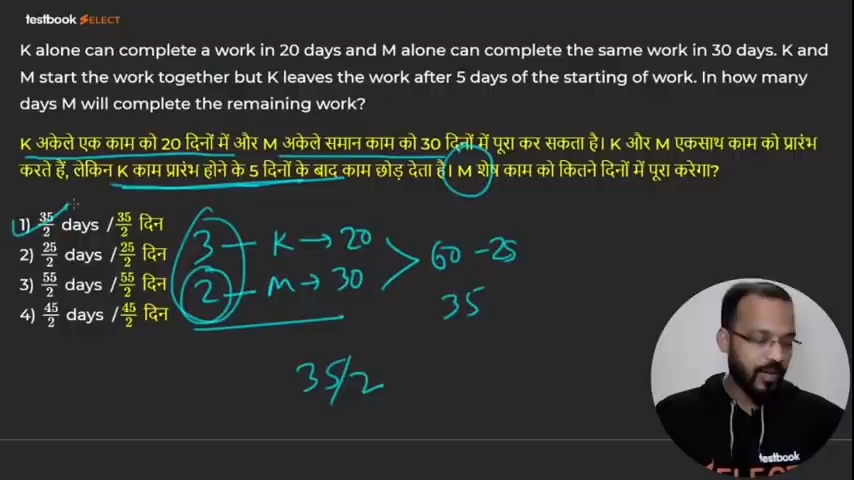 testbook SELECT
K alone can complete a work in 20 days and M alone can complete the same work in 30 days. K and
M start the work together but K leaves the work after 5 days of the starting of work. In how many
days M will complete the remaining work?
K अकेले एक काम को 20 दिनों में और M अकेले समान काम को 30 दिनों में पूरा कर सकता है। K और M एकसाथ काम को प्रारंभ
करते हैं, लेकिन K काम प्रारंभ होने के 5 दिनों के बाद काम छोड़ देता है। M शेष काम को कितने दिनों में पूरा करेगा?
1) 35/2 days / 35/2 दिन
2) 25/2 days / 25/2 दिन
3) 55/2 days / 55/2 दिन
4) 45/2 days / 45/2 दिन
3 — K → 20
2 — M → 30
60 - 25
35
35/2
testbook
SELECT